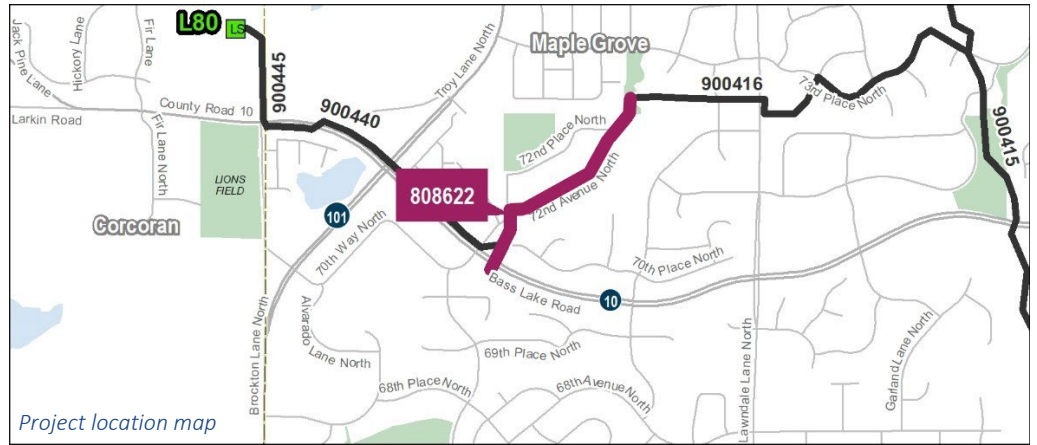 L80
LS
Maple Grove
Jack Pine Lane
Hickory Lane
Fir Lane
900445
Troy Lane North
County Road 10
Larkin Road
900440
900416
73rd Place North
72nd Place North
900415
Fir Lane North
LIONS
FIELD
808622
72nd Avenue North
Corcoran
101
70th Way North
70th Place North
Bass Lake Road
10
Brockton Lane North
Alvarado
Lane North
69th Place North
68th Place North
68th Avenue North
Lawndale Lane North
Garland Lane North
Project location map